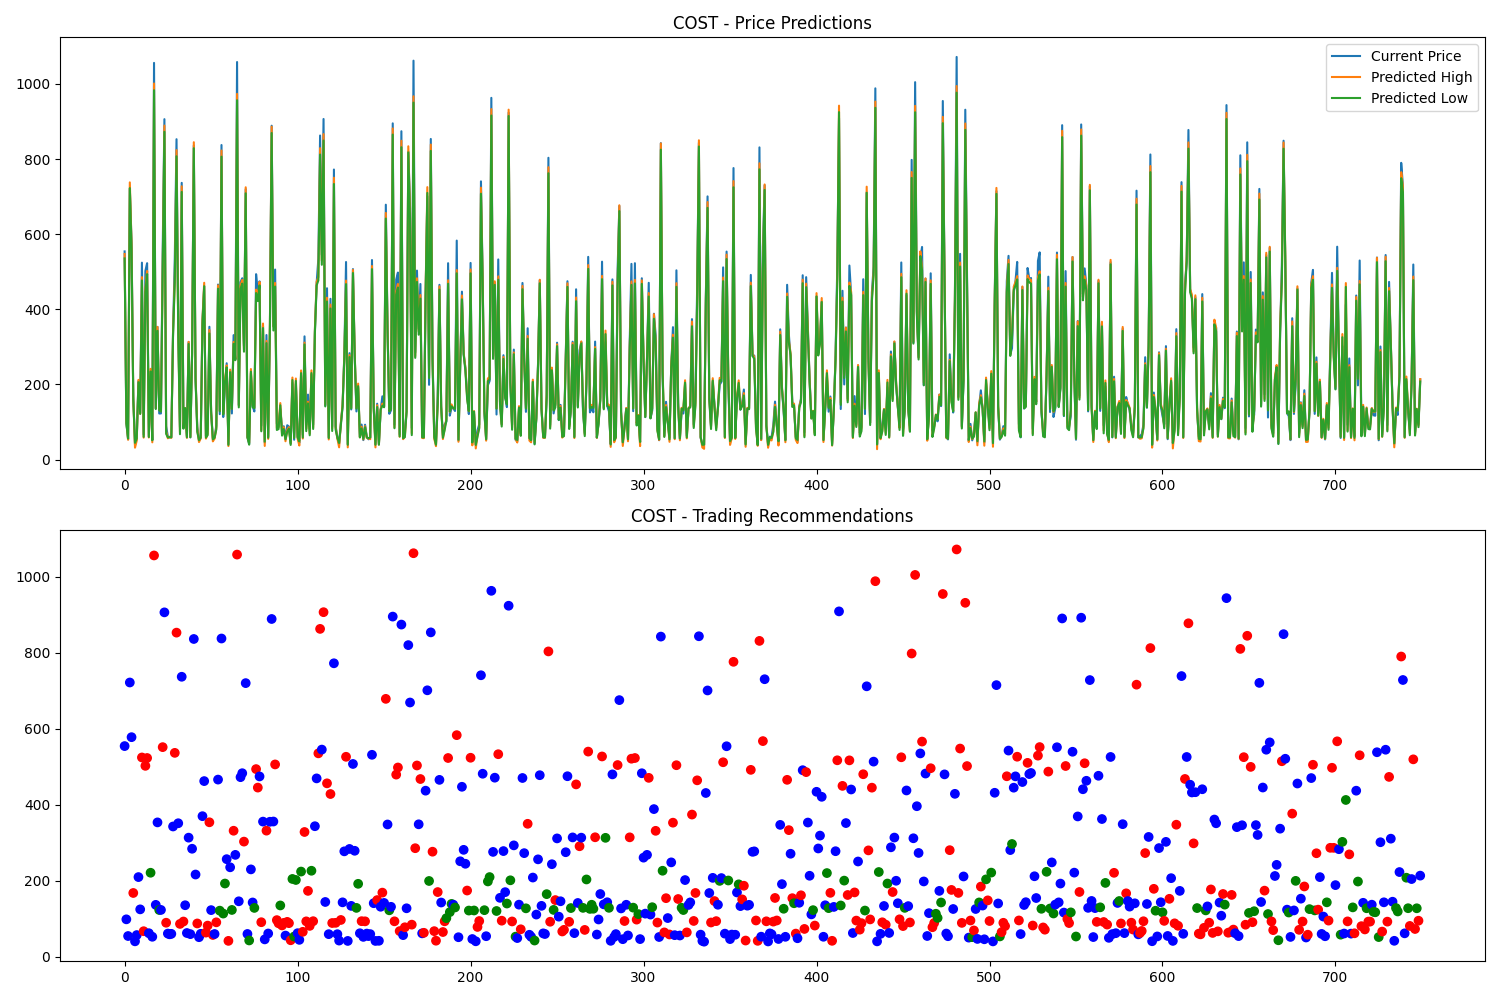 COST - Price Predictions
Current Price
Predicted High
Predicted Low
1000
800
600
400
200
0
0 100 200 300 400 500 600 700
COST - Trading Recommendations
1000
800
600
400
200
0
0 100 200 300 400 500 600 700